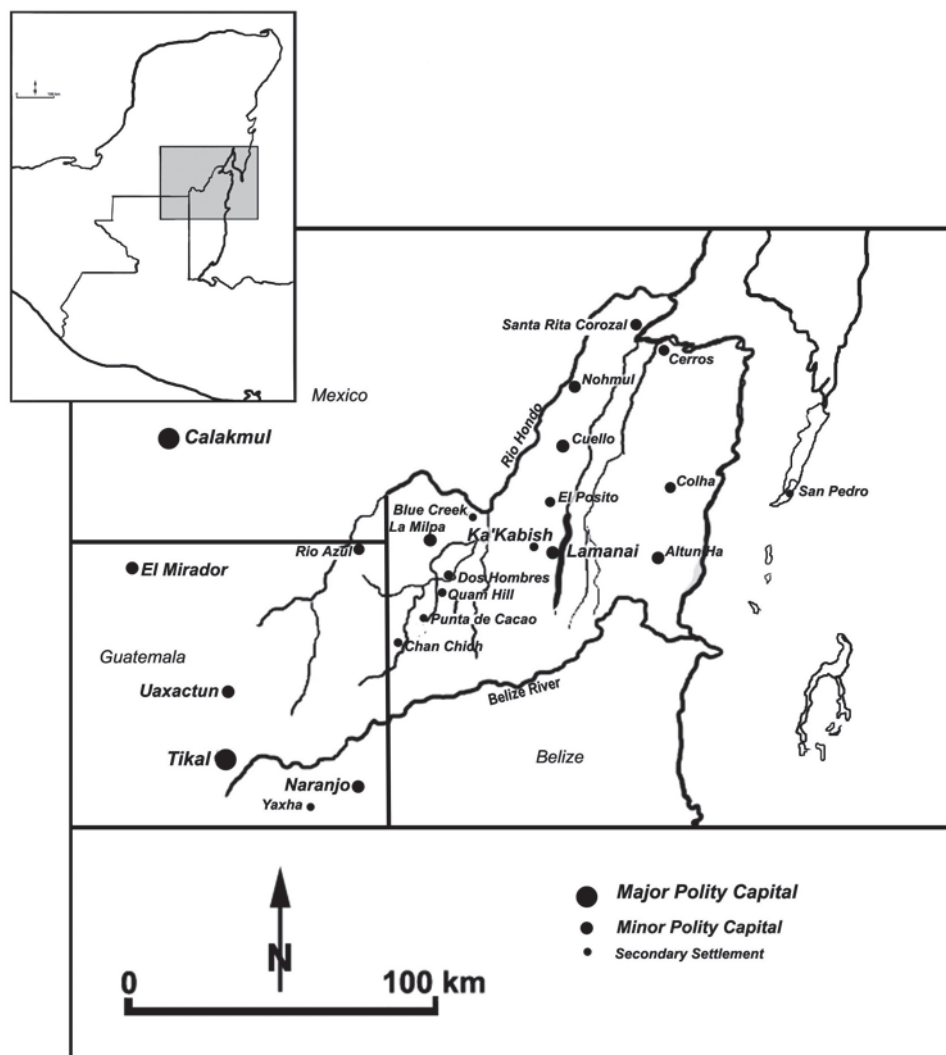 Santa Rita Corozal
Cerros
Mexico
Nohmul
Rio Hondo
Calakmul
Cuello
Colha
San Pedro
El Posito
Blue Creek
La Milpa
Ka'Kabish
Rio Azul
Lamanai
Altun Ha
El Mirador
Dos Hombres
Quam Hill
Punta de Cacao
Chan Chich
Guatemala
Uaxactun
Belize River
Tikal
Belize
Naranjo
Yaxha
Major Polity Capital
Minor Polity Capital
Secondary Settlement
N
0 100 km